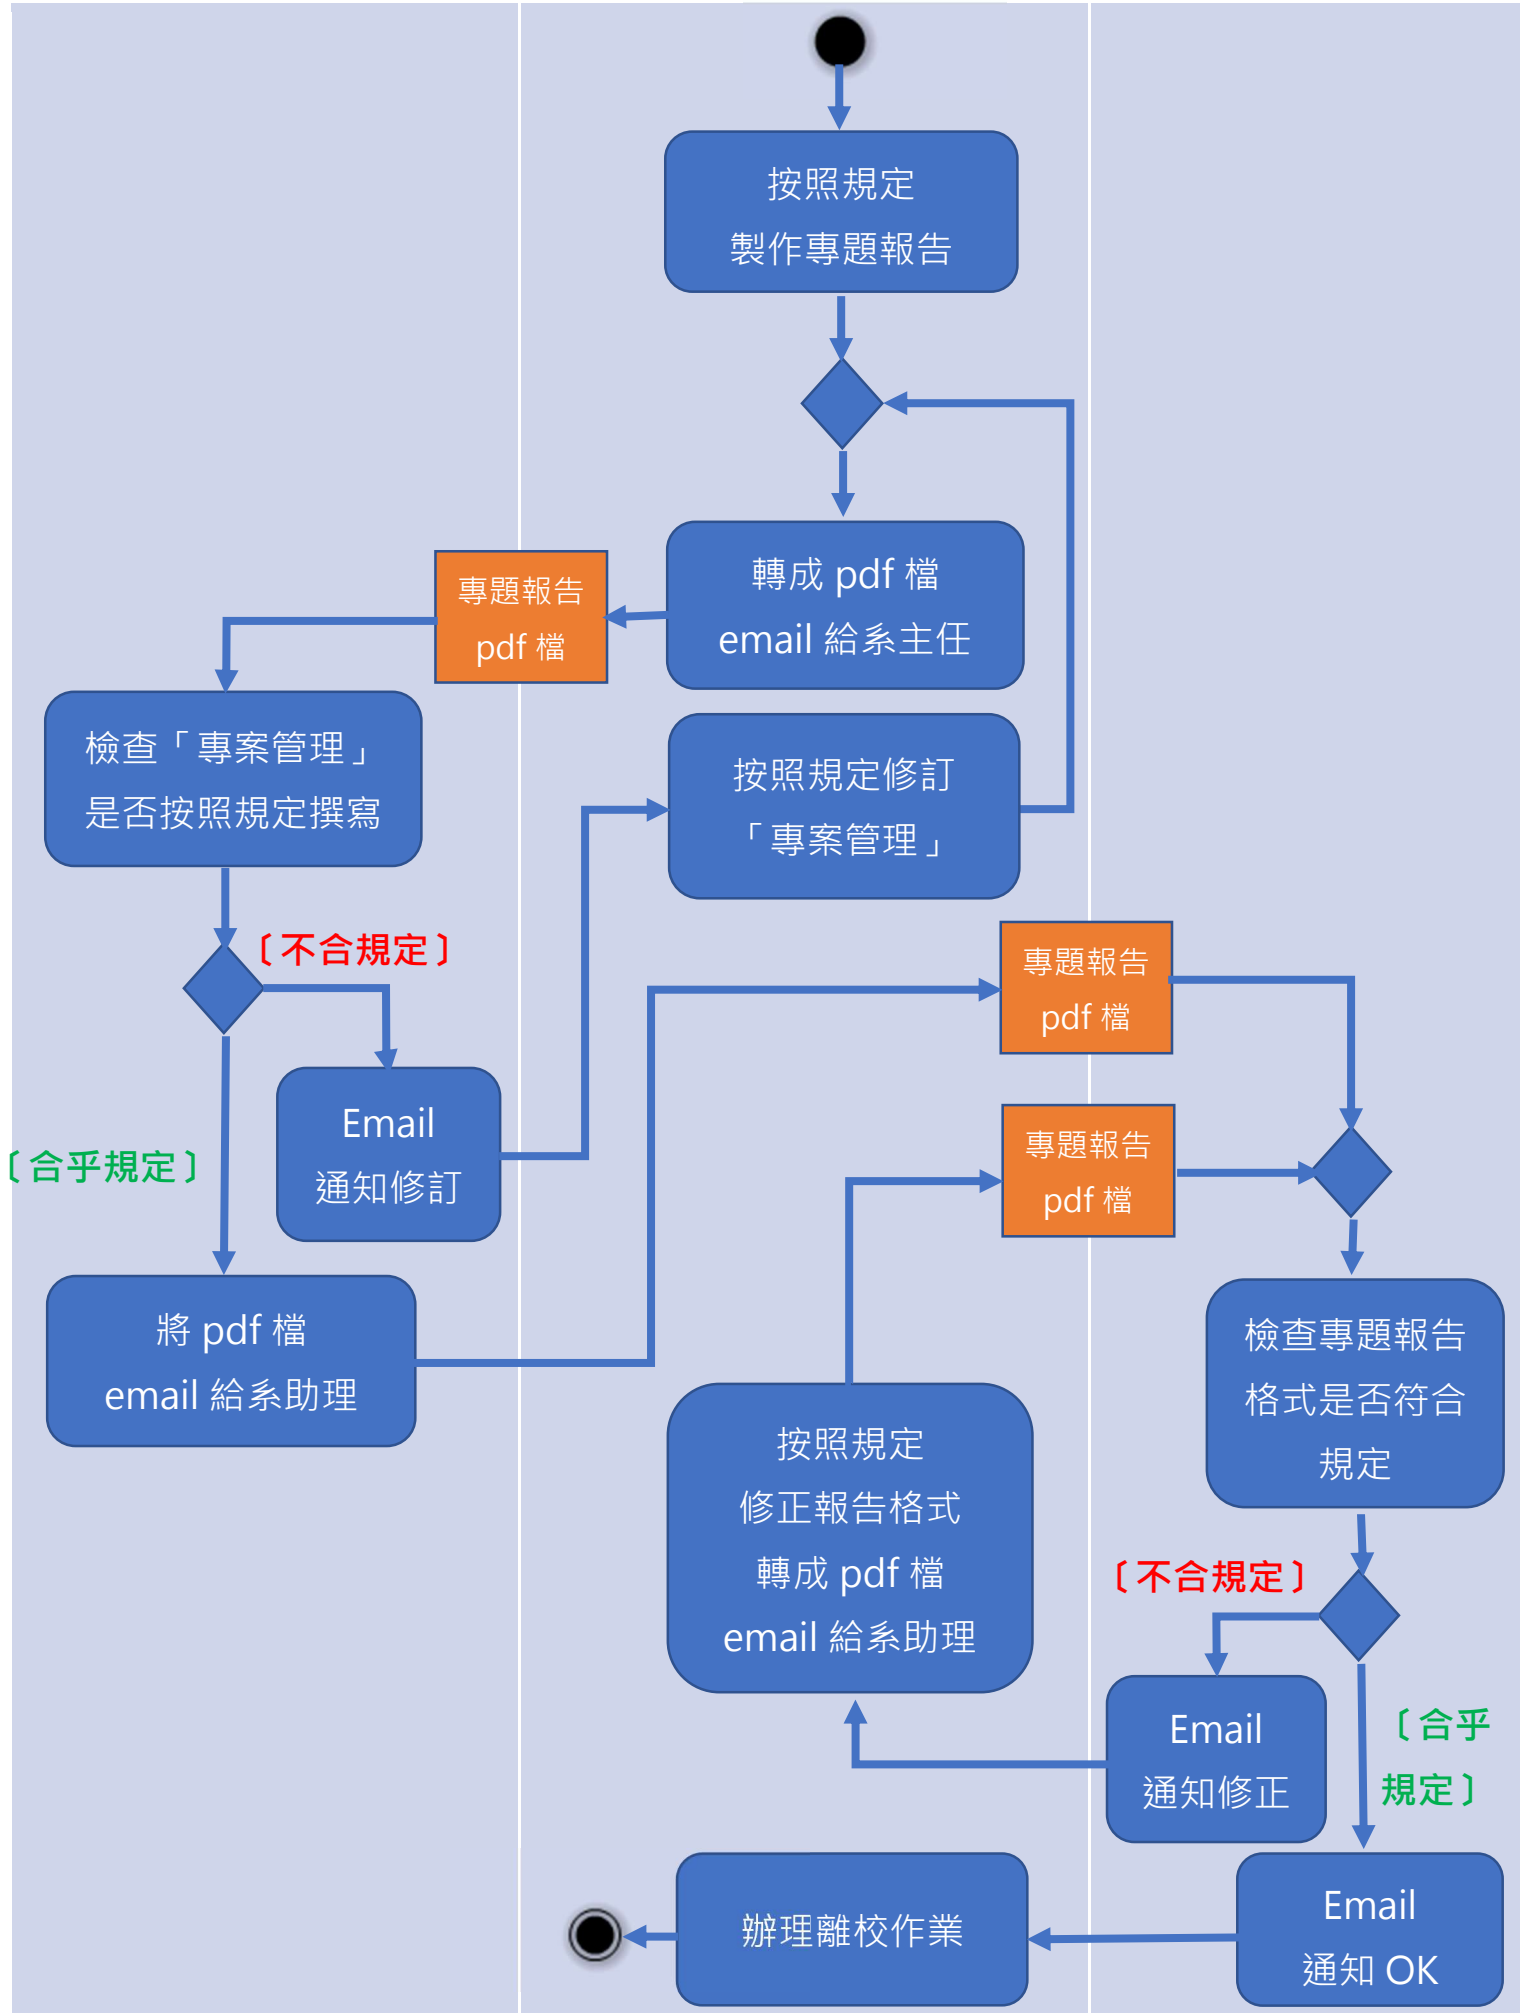 按照規定
製作專題報告
轉成 pdf 檔
email 給系主任
專題報告
pdf 檔
檢查「專案管理」
是否按照規定撰寫
按照規定修訂
「專案管理」
〔不合規定〕
專題報告
pdf 檔
Email
通知修訂
〔合乎規定〕
專題報告
pdf 檔
將 pdf 檔
email 給系助理
檢查專題報告
格式是否符合
規定
按照規定
修正報告格式
轉成 pdf 檔
email 給系助理
〔不合規定〕
Email
通知修正
〔合乎
規定〕
辦理離校作業
Email
通知 OK